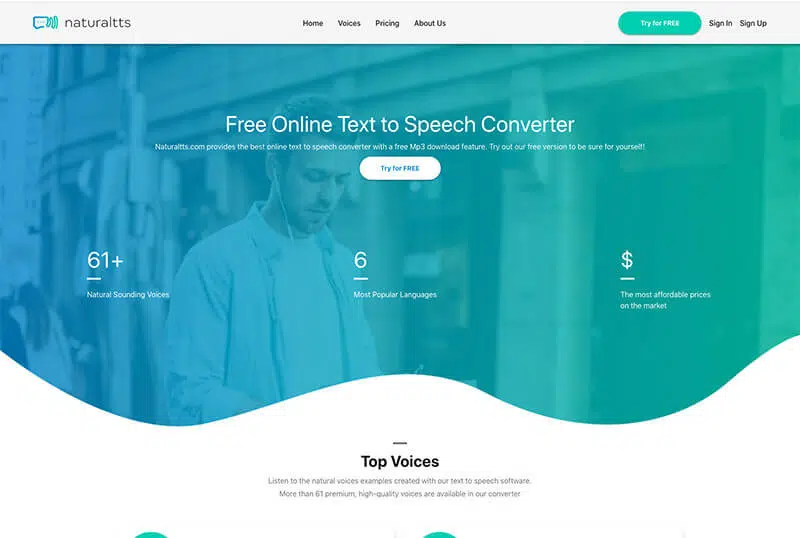 naturaltts
Home Voices Pricing About Us
Try for FREE Sign In Sign Up
Free Online Text to Speech Converter
Naturaltts.com provides the best online text to speech converter with a free Mp3 download feature. Try out our free version to be sure for yourself!
Try for FREE
61+
Natural Sounding Voices
6
Most Popular Languages
$
The most affordable prices
on the market
Top Voices
Listen to the natural voices examples created with our text to speech software.
More than 61 premium, high-quality voices are available in our converter